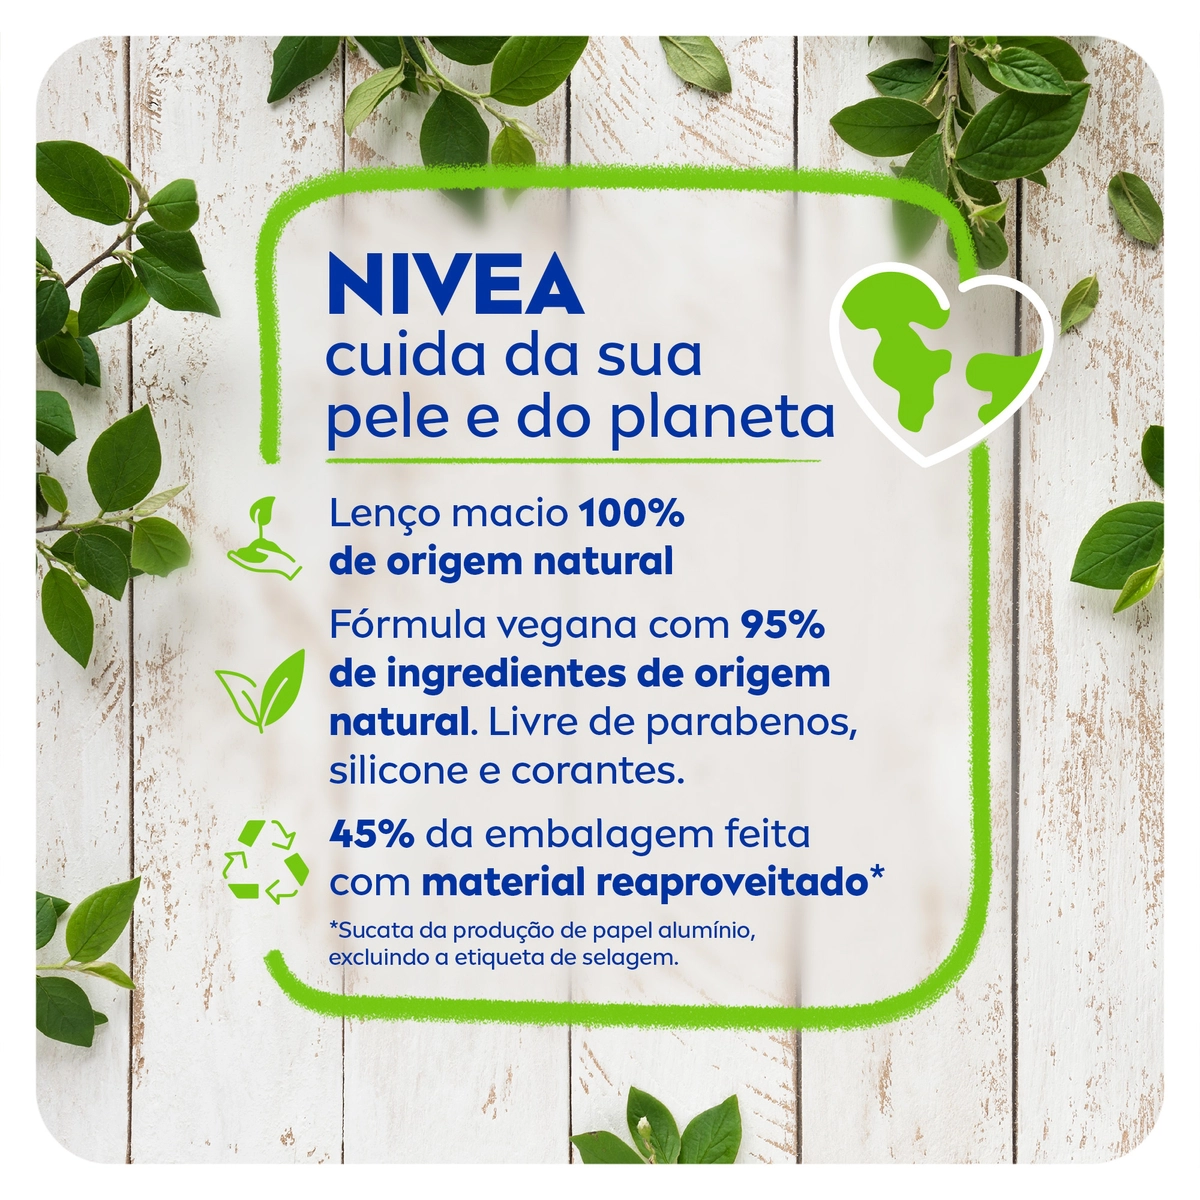 NIVEA
cuida da sua
pele e do planeta
Lenço macio 100%
de origem natural
Fórmula vegana com 95%
de ingredientes de origem
natural. Livre de parabenos,
silicone e corantes.
45% da embalagem feita
com material reaproveitado*
*Sucata da produção de papel alumínio,
excluindo a etiqueta de selagem.